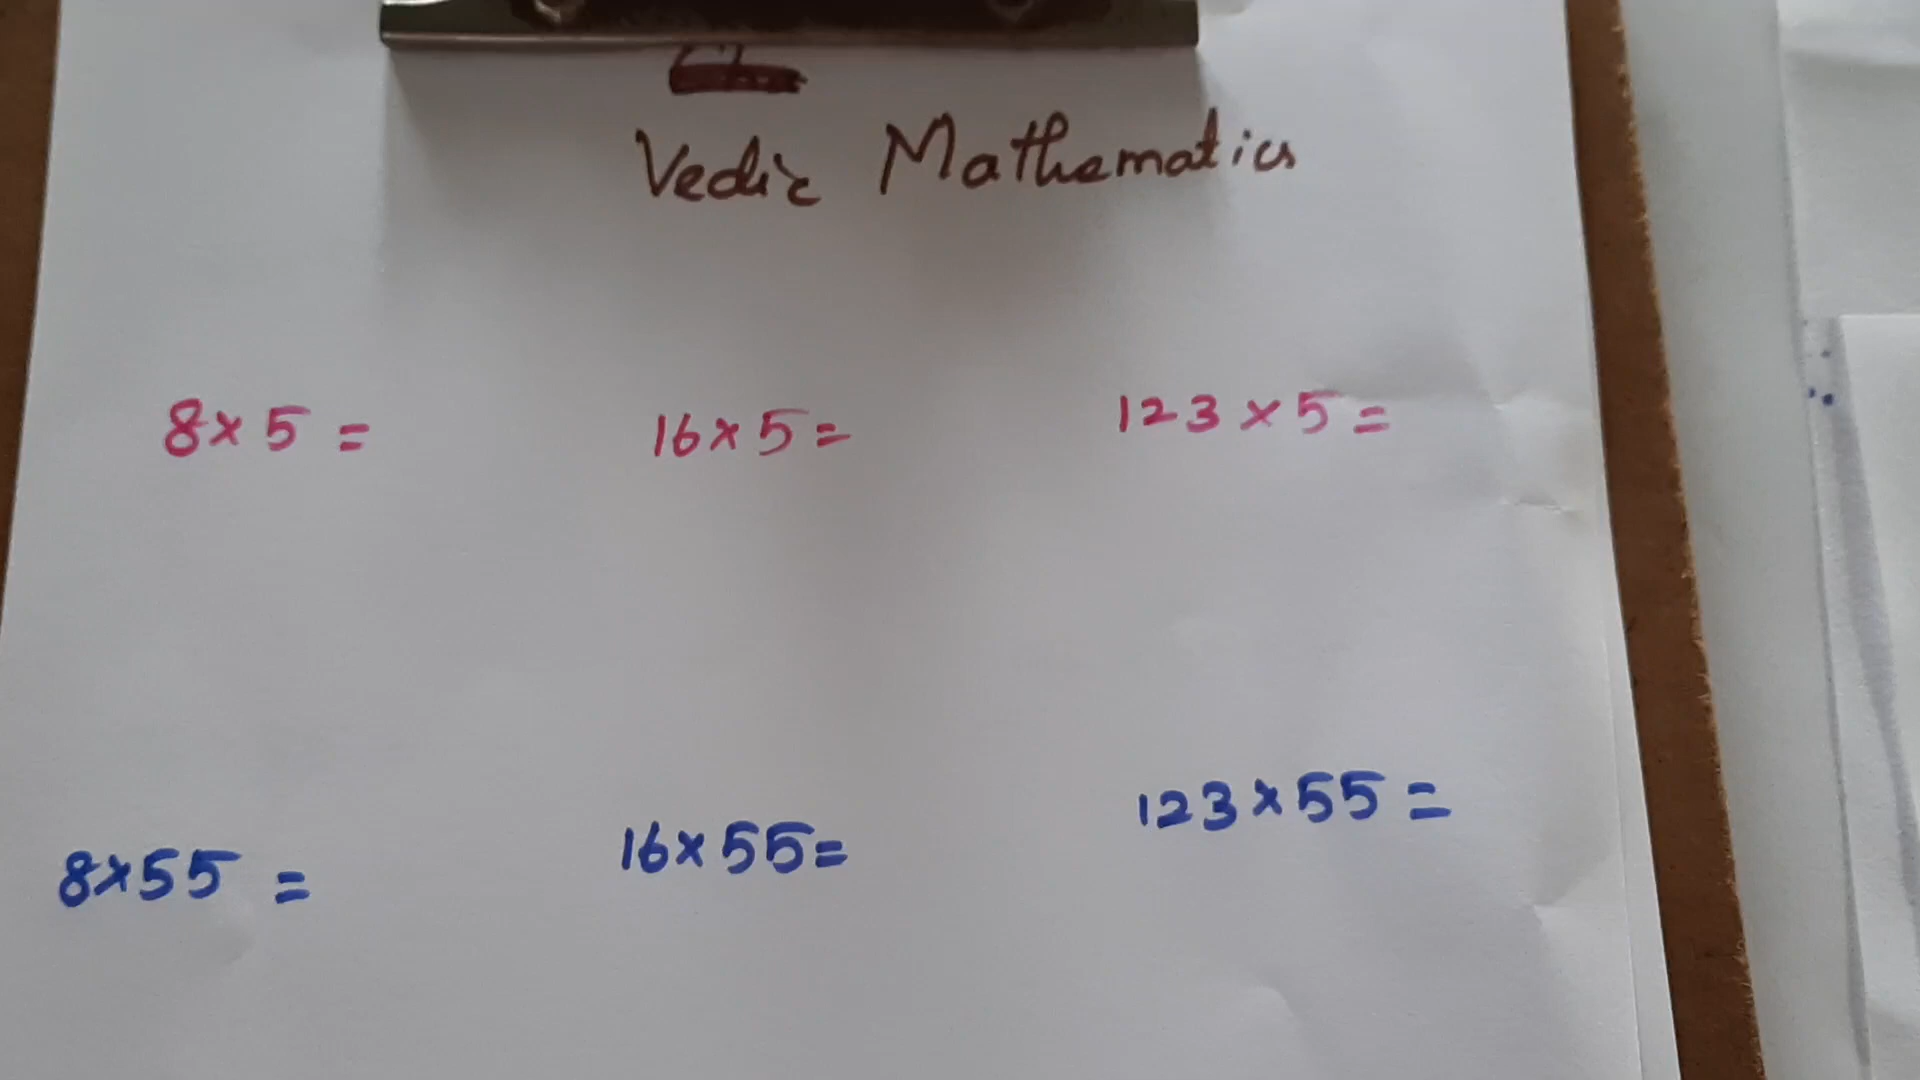 Vedic Mathematics
8×5 = 16×5= 123×5=
8×55 = 16×55= 123×55=